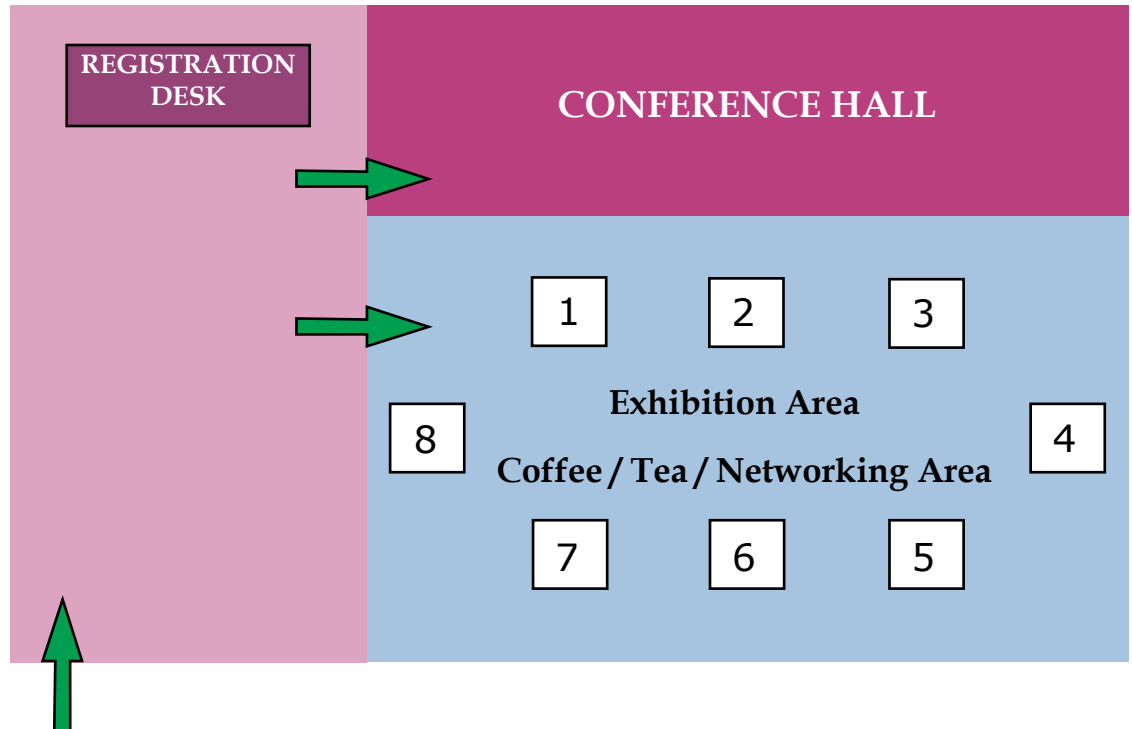 REGISTRATION
DESK
CONFERENCE HALL
1
2
3
Exhibition Area
8
4
Coffee / Tea / Networking Area
7
6
5